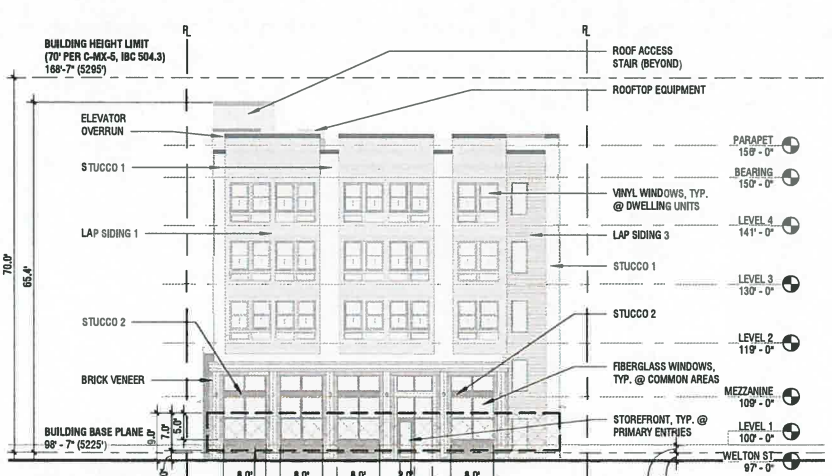 BUILDING HEIGHT LIMIT
(70' PER C-MX-5, IBC 504.3)
168'-7" (5295')
ELEVATOR
OVERRUN
STUCCO 1
LAP SIDING 1
STUCCO 2
BRICK VENEER
BUILDING BASE PLANE
98' - 7" (5225')
70.0'
65.4'
9.0'
7.0'
5.0'
ROOF ACCESS
STAIR (BEYOND)
ROOFTOP EQUIPMENT
VINYL WINDOWS, TYP.
@ DWELLING UNITS
LAP SIDING 3
STUCCO 1
STUCCO 2
FIBERGLASS WINDOWS,
TYP. @ COMMON AREAS
STOREFRONT, TYP. @
PRIMARY ENTRIES
PARAPET
156' - 0"
BEARING
150' - 0"
LEVEL 4
141' - 0"
LEVEL 3
130' - 0"
LEVEL 2
119' - 0"
MEZZANINE
109' - 0"
LEVEL 1
100' - 0"
WELTON ST
97' - 0"